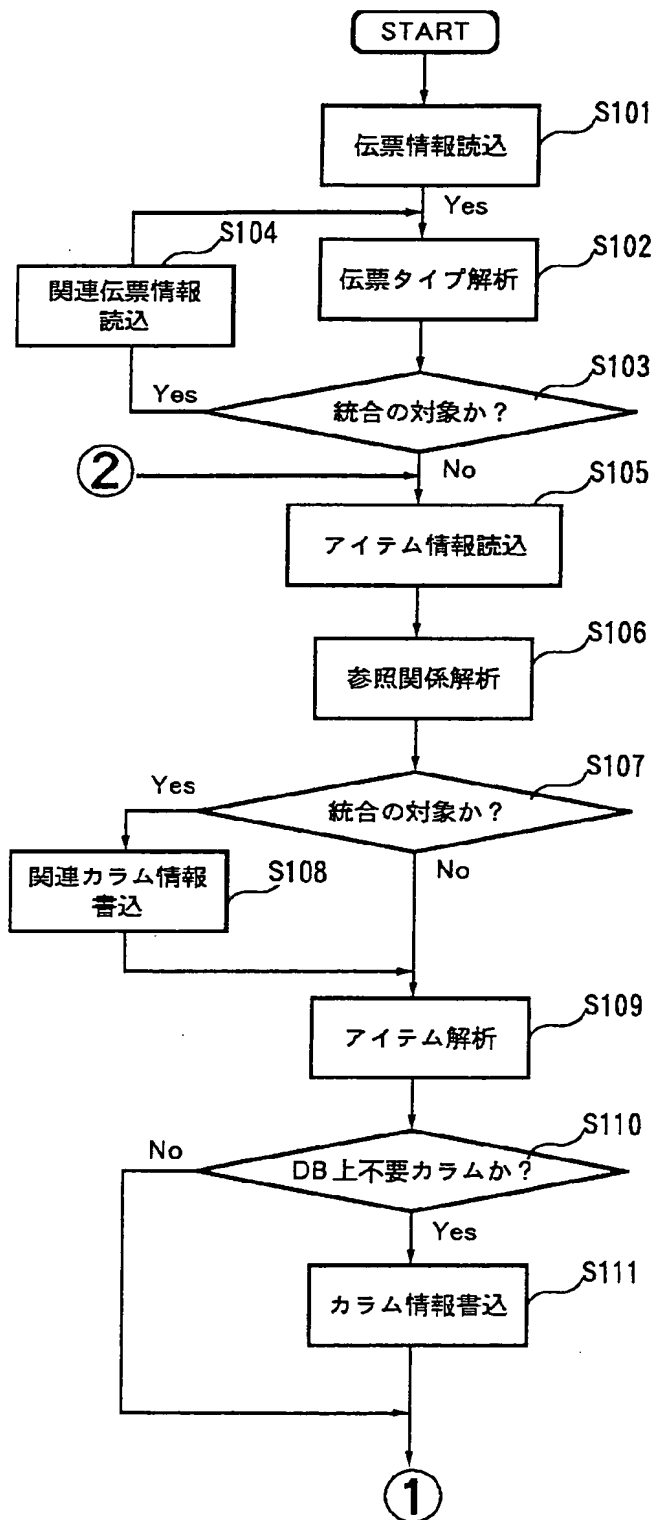 START
S101
伝票情報読込
Yes
S104
S102
関連伝票情報
読込
伝票タイプ解析
S103
Yes
統合の対象か？
②
No
S105
アイテム情報読込
S106
参照関係解析
S107
Yes
統合の対象か？
関連カラム情報
書込
S108
No
S109
アイテム解析
S110
No
DB上不要カラムか？
Yes
S111
カラム情報書込
①